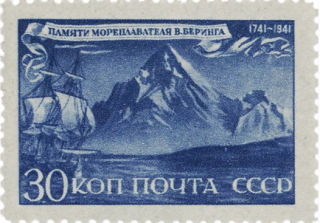 ПАМЯТИ МОРЕПЛАВАТЕЛЯ В. БЕРИНГА 1741-1941
30 КОП ПОЧТА СССР